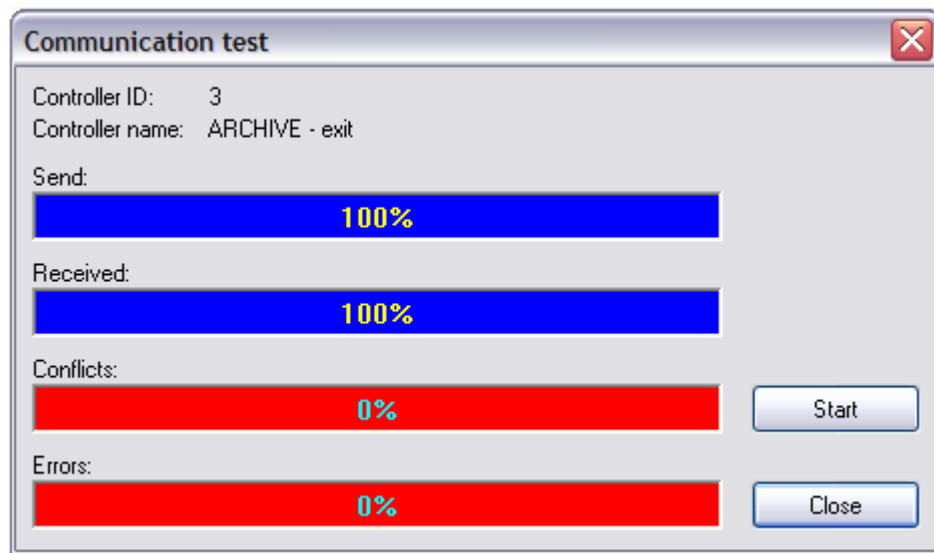 Communication test
Controller ID: 3
Controller name: ARCHIVE - exit
Send:
100%
Received:
100%
Conflicts:
0%
Start
Errors:
0%
Close